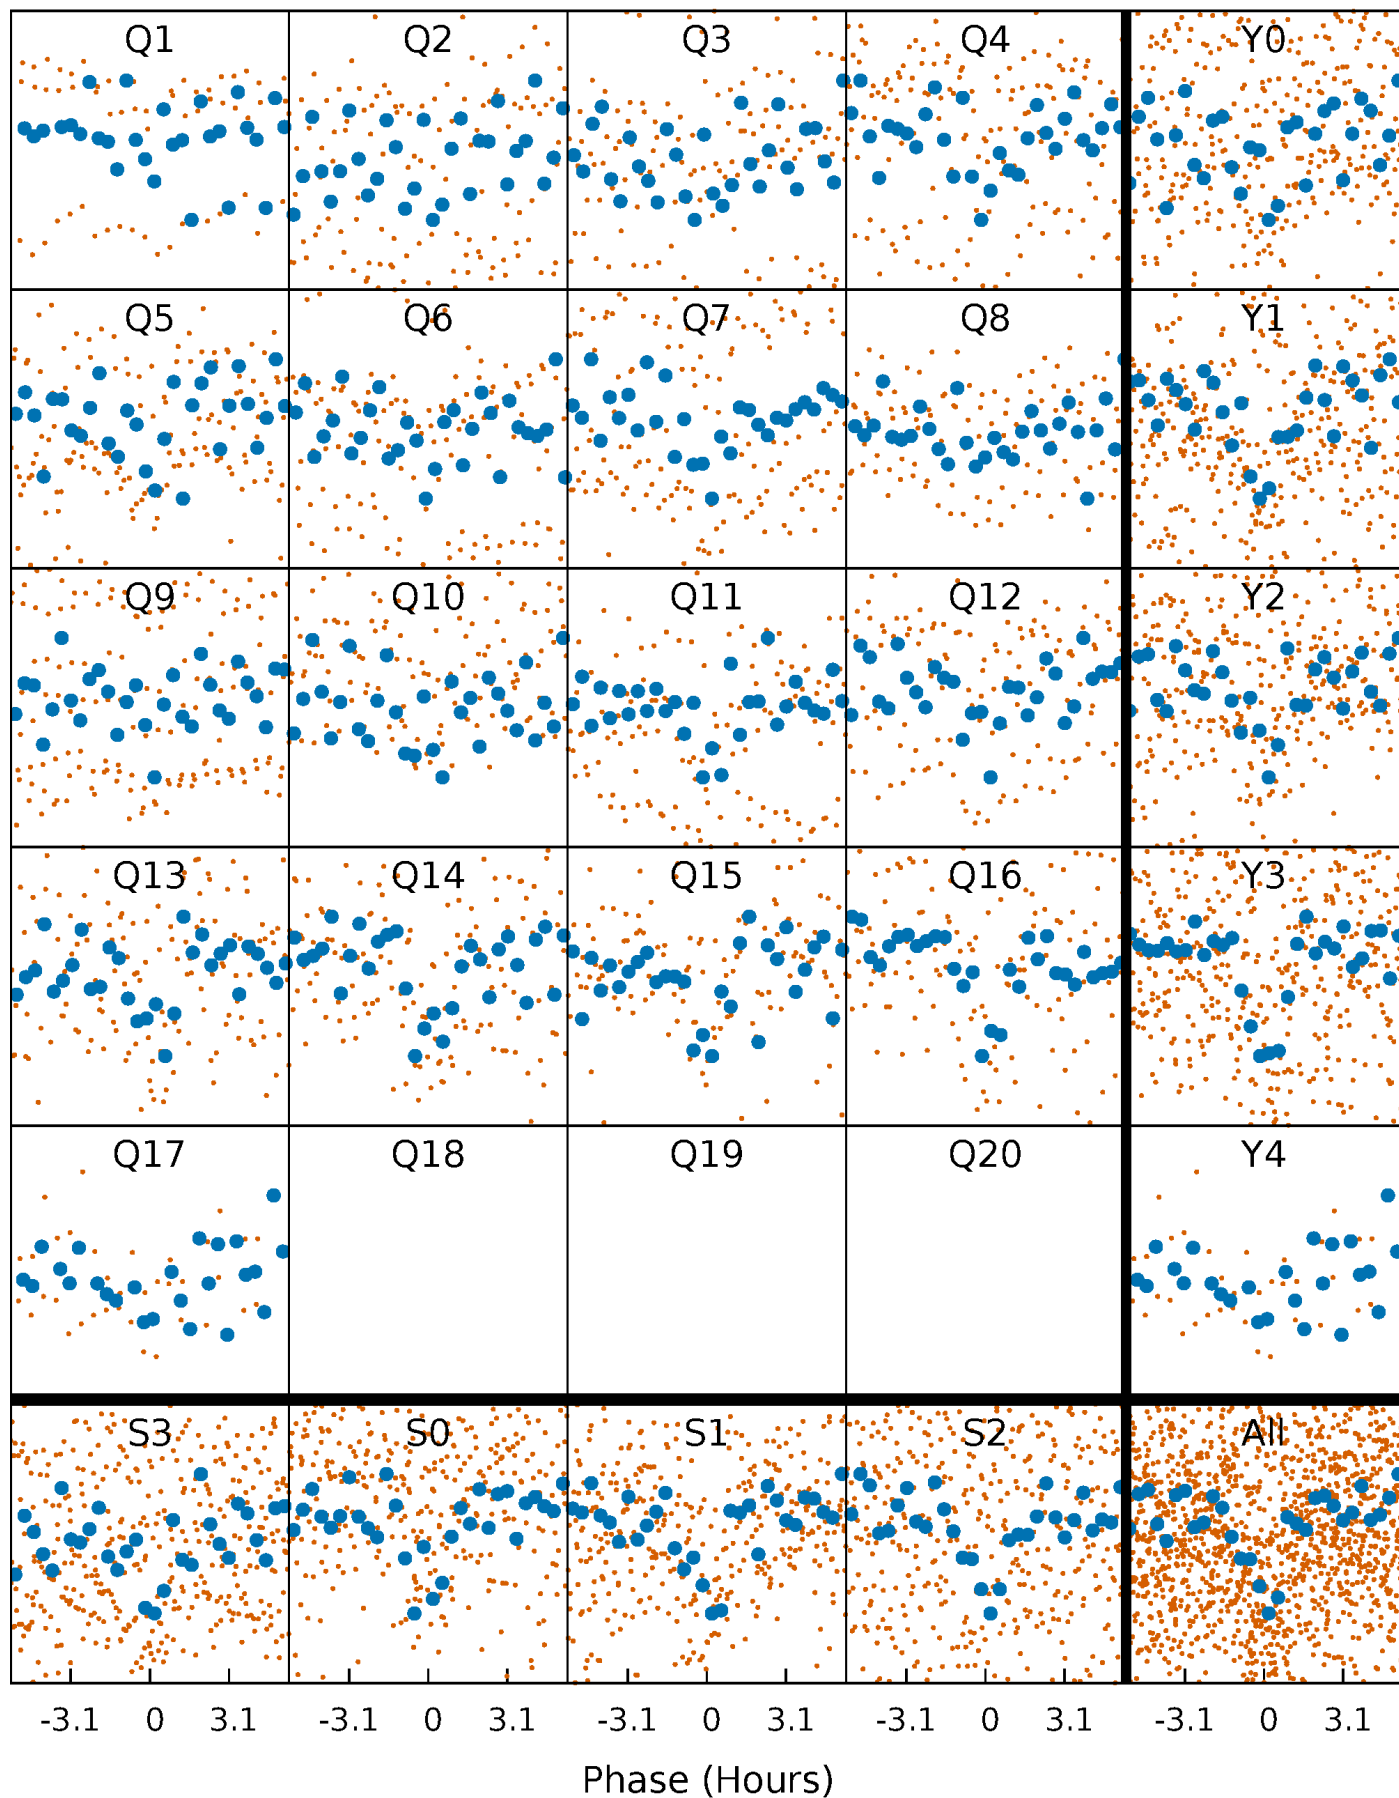 Q1 Q2 Q3 Q4 Y0
Q5 Q6 Q7 Q8 Y1
Q9 Q10 Q11 Q12 Y2
Q13 Q14 Q15 Q16 Y3
Q17 Q18 Q19 Q20 Y4
S3 S0 S1 S2 All
-3.1 0 3.1 -3.1 0 3.1 -3.1 0 3.1 -3.1 0 3.1 -3.1 0 3.1
Phase (Hours)